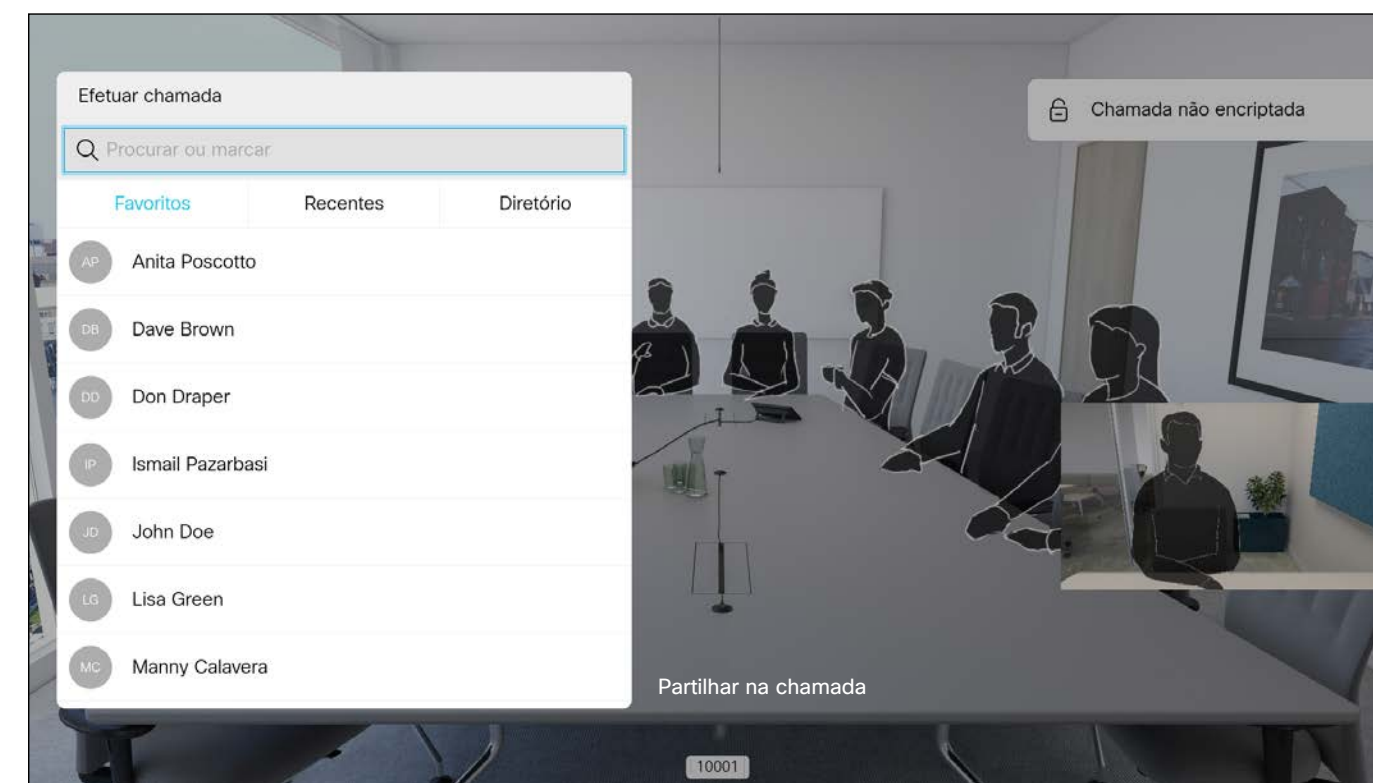 Efetuar chamada
Procurar ou marcar
Favoritos Recentes Diretório
AP Anita Poscotto
DB Dave Brown
DD Don Draper
IP Ismail Pazarbasi
JD John Doe
LG Lisa Green
MC Manny Calavera
Chamada não encriptada
Partilhar na chamada
10001